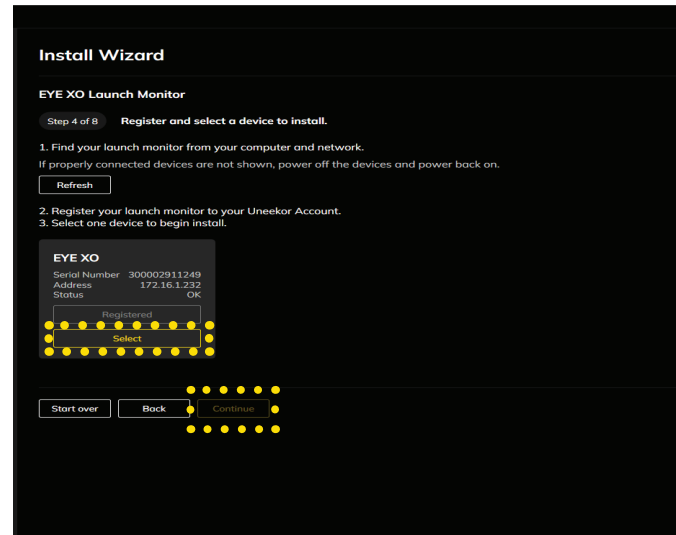 Install Wizard
EYE XO Launch Monitor
Step 4 of 8 Register and select a device to install.
1. Find your launch monitor from your computer and network.
If properly connected devices are not shown, power off the devices and power back on.
Refresh
2. Register your launch monitor to your Uneekor Account.
3. Select one device to begin install.
EYE XO
Serial Number 300002911249
Address 172.16.1.232
Status OK
Registered
Select
Start over Back Continue